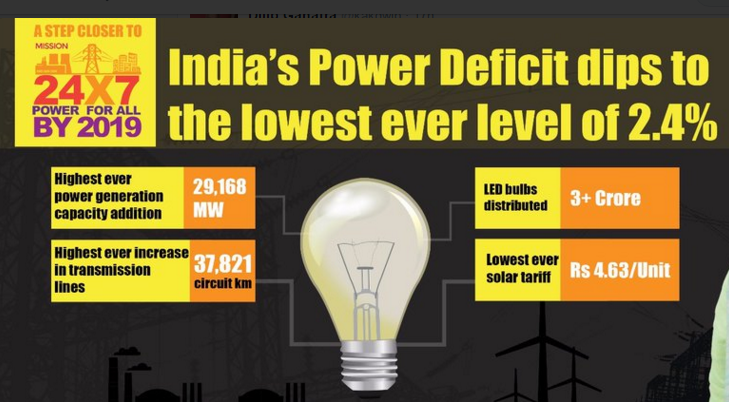 A STEP CLOSER TO
MISSION
24X7
POWER FOR ALL
BY 2019
India's Power Deficit dips to
the lowest ever level of 2.4%
Highest ever
power generation
capacity addition
29,168
MW
Highest ever increase
in transmission
lines
37,821
circuit km
LED bulbs
distributed
3+ Crore
Lowest ever
solar tariff
Rs 4.63/Unit